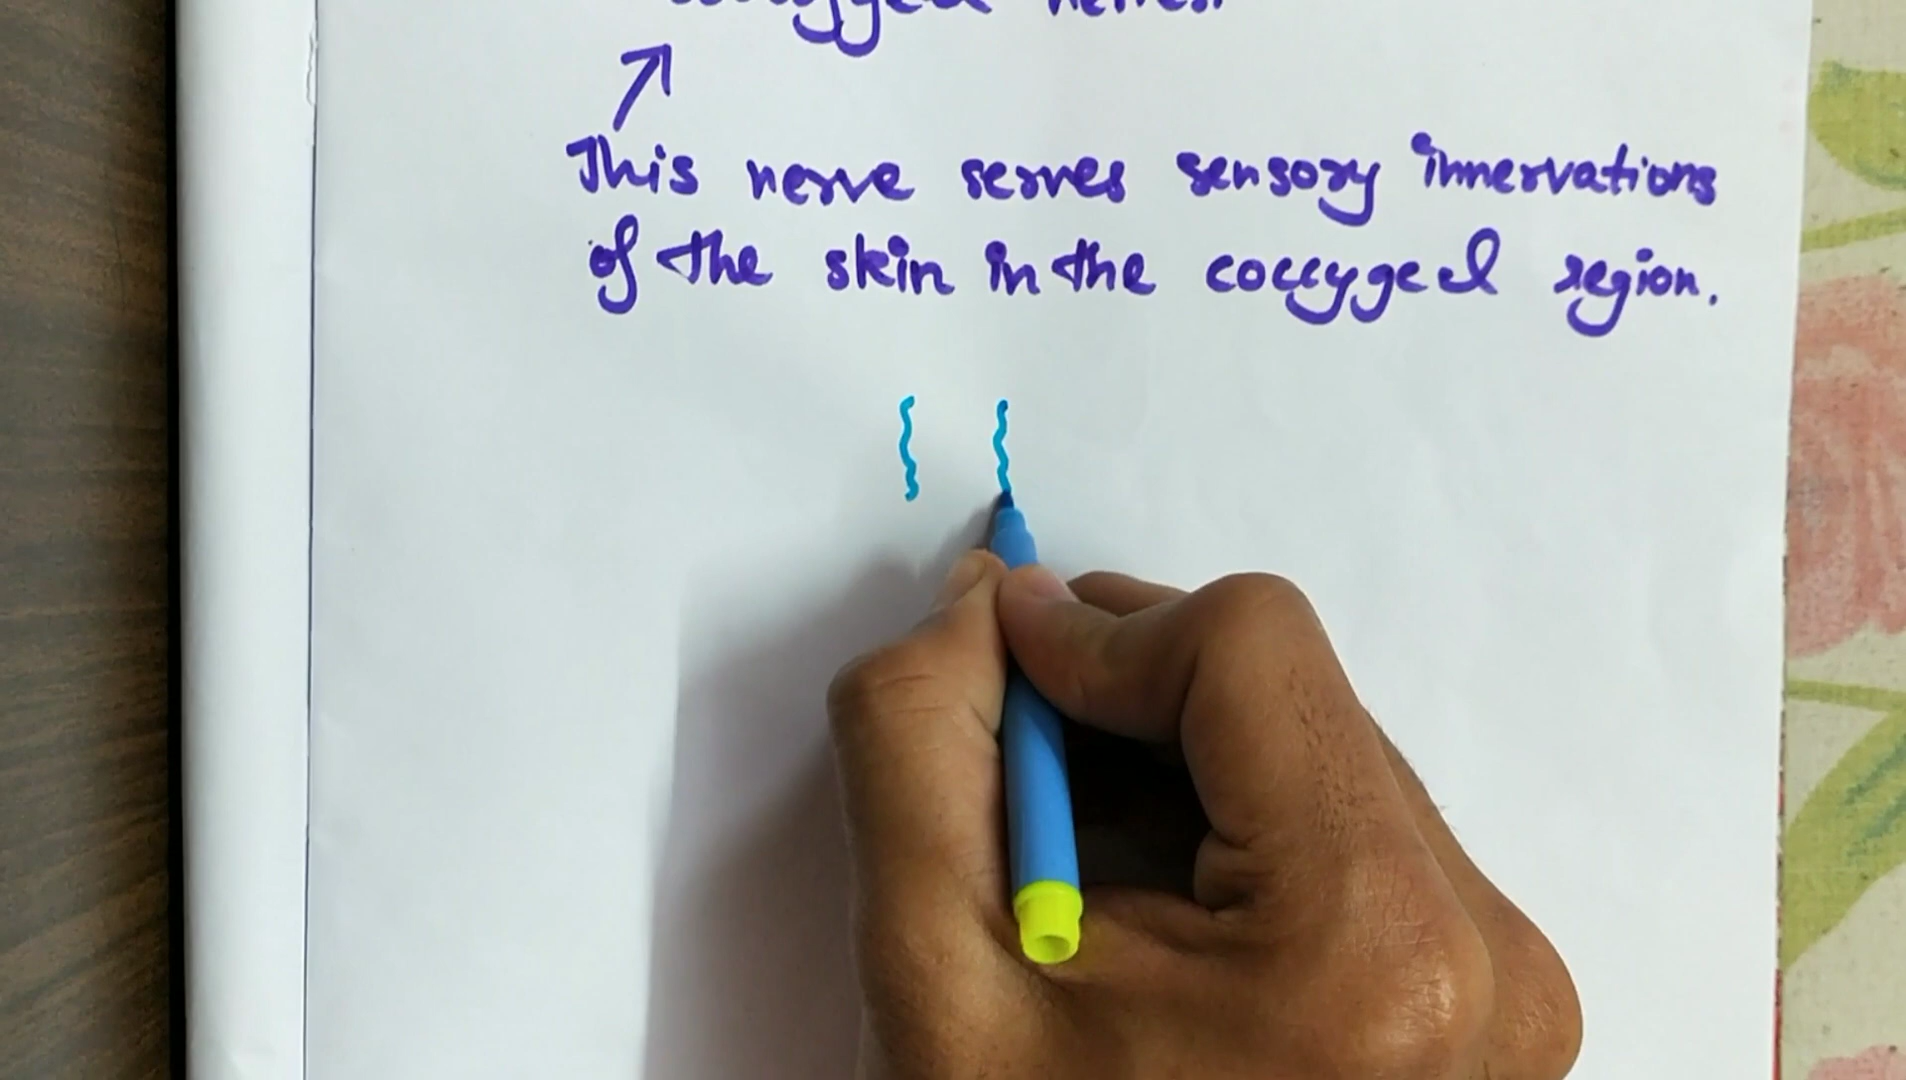 This nerve serves sensory innervations
of the skin in the coccygeal region.